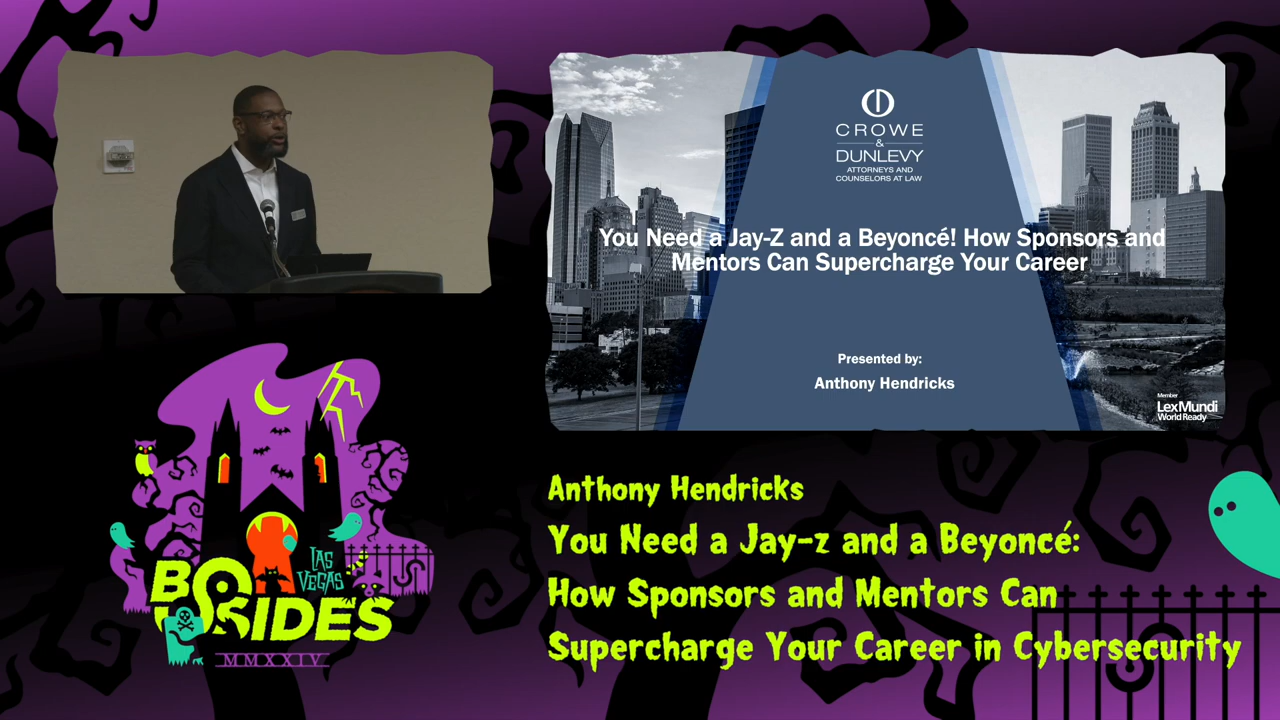 CROWE
&
DUNLEVY
ATTORNEYS AND
COUNSELORS AT LAW
You Need a Jay-Z and a Beyoncé! How Sponsors and
Mentors Can Supercharge Your Career
Presented by:
Anthony Hendricks
Member
LexMundi
World Ready
LAS
VEGAS
BSIDES
MMXXIV
Anthony Hendricks
You Need a Jay-z and a Beyoncé:
How Sponsors and Mentors Can
Supercharge Your Career in Cybersecurity